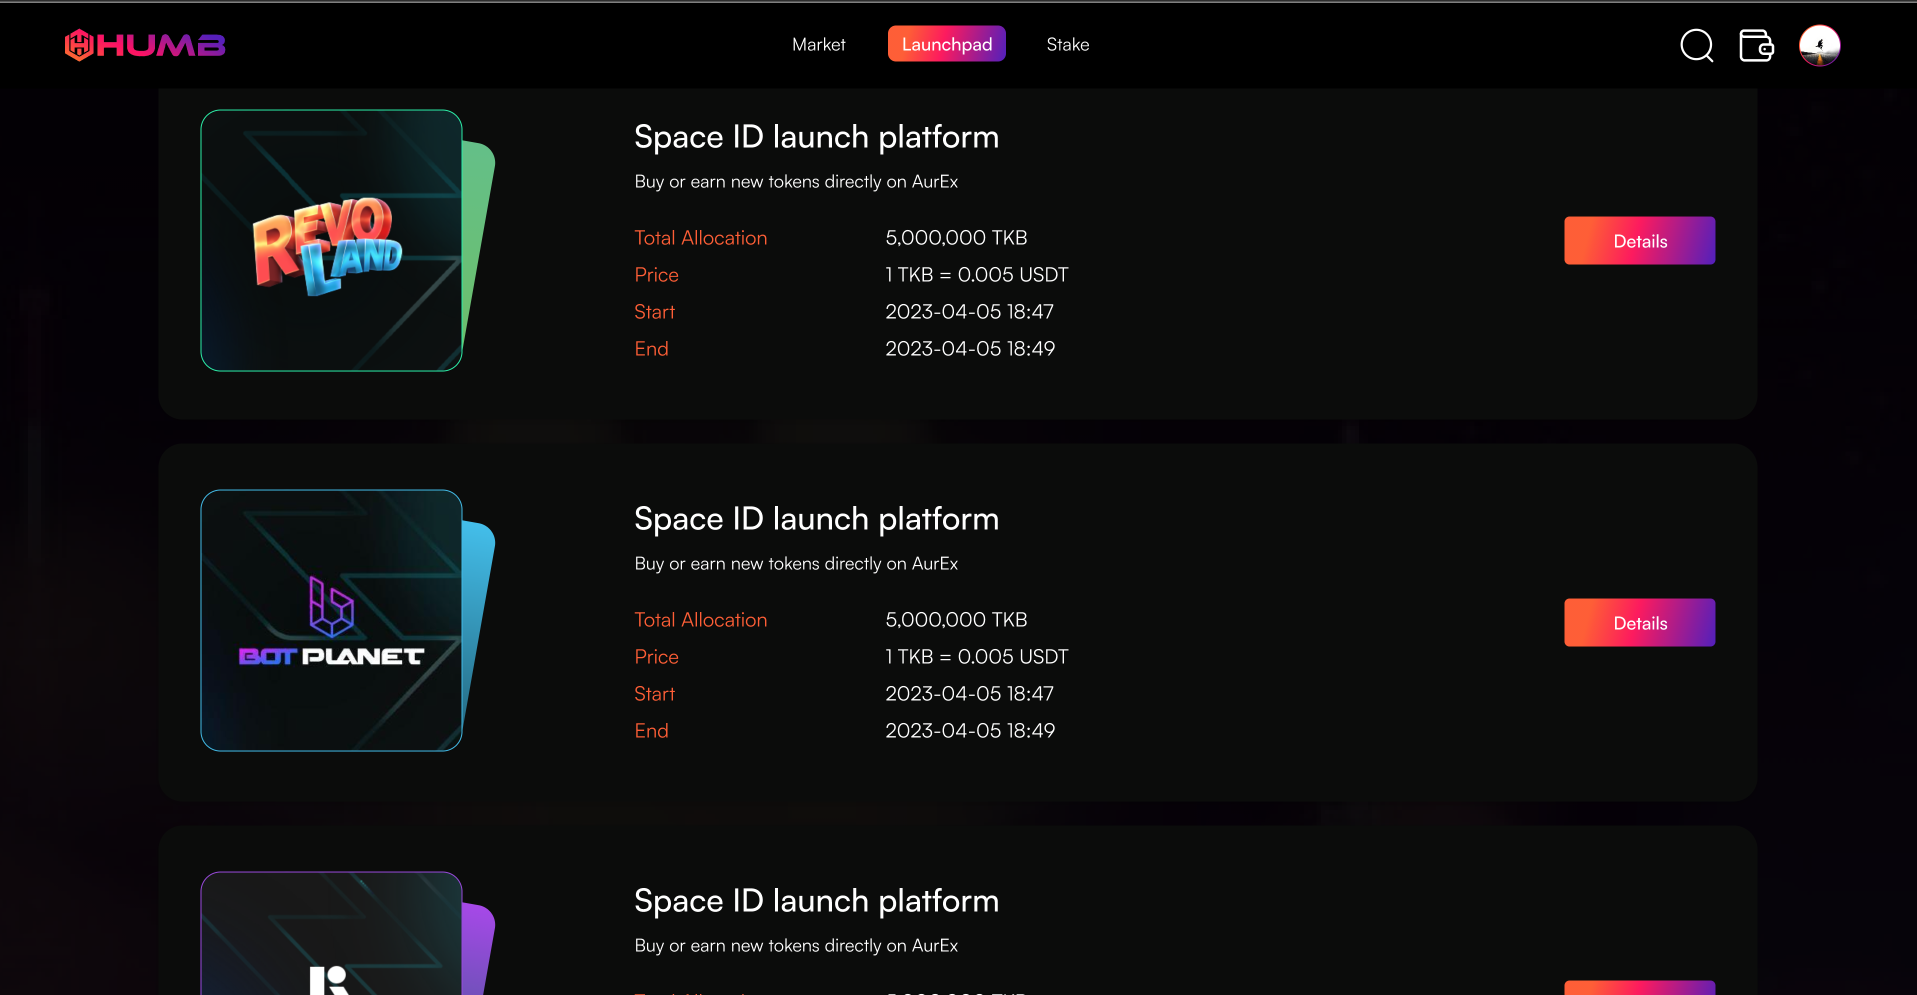 HUMB
Market
Launchpad
Stake
REVO
LAND
Space ID launch platform
Buy or earn new tokens directly on AurEx
Total Allocation 5,000,000 TKB
Price 1 TKB = 0.005 USDT
Start 2023-04-05 18:47
End 2023-04-05 18:49
Details
BOT PLANET
Space ID launch platform
Buy or earn new tokens directly on AurEx
Total Allocation 5,000,000 TKB
Price 1 TKB = 0.005 USDT
Start 2023-04-05 18:47
End 2023-04-05 18:49
Details
Space ID launch platform
Buy or earn new tokens directly on AurEx